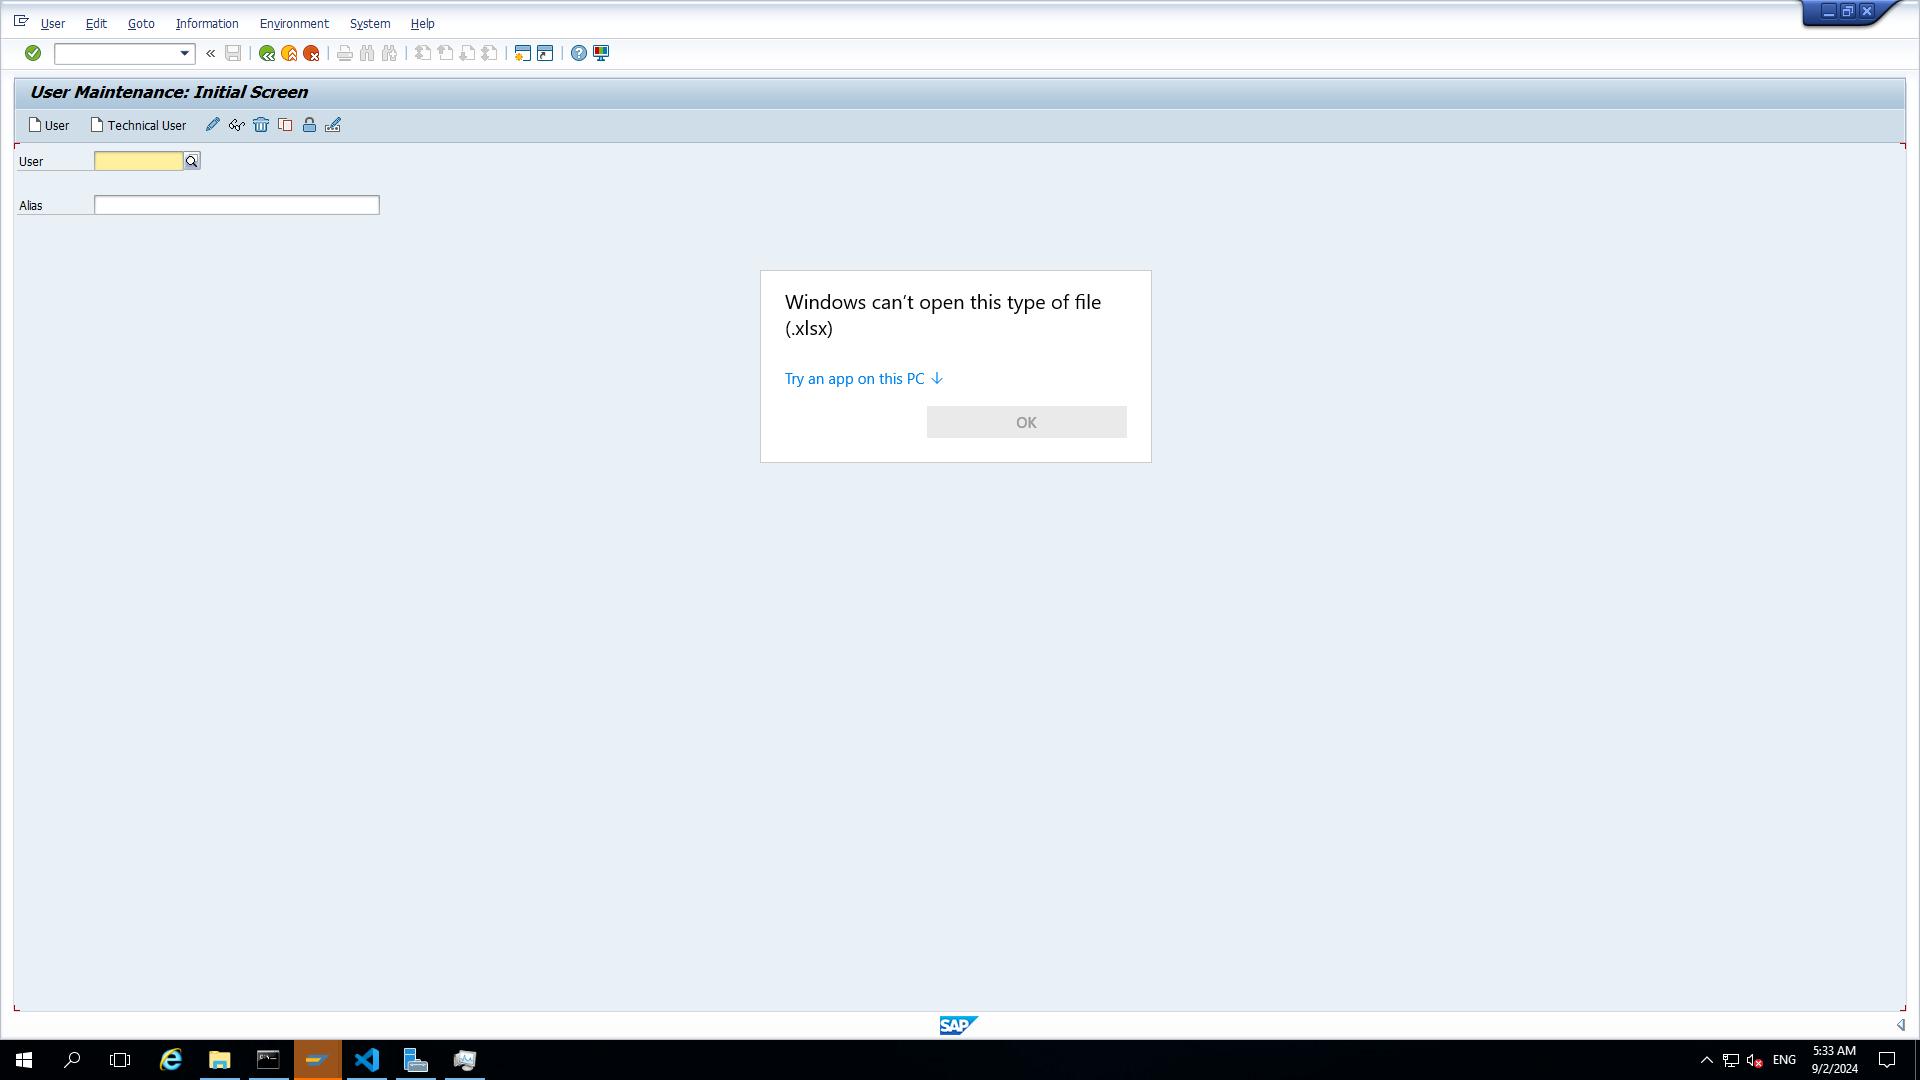 User Edit Goto Information Environment System Help
User Maintenance: Initial Screen
User Technical User
User
Alias
Windows can't open this type of file
(.xlsx)
Try an app on this PC
OK
SAP
ENG
5:33 AM
9/2/2024